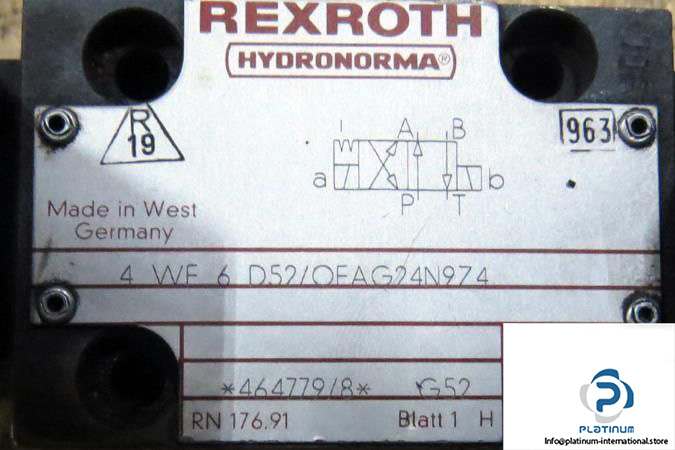 REXROTH
HYDRONORMA®
R
19
963
A B
a b
P T
Made in West
Germany
4 WE 6 D52/OFAG24N974
*464779/8* G52
RN 176.91 Blatt 1 H
PLATINUM
info@platinum-international.store